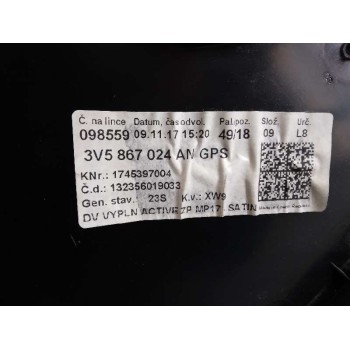 Č. na lince Datum, čas odvol. Pal.poz. Slož. Urč.
098559 09.11.17 15:20 49/18 09 L8
3V5 867 024 AN GPS
KNr.: 1745397004
Č.d.: 132356019033
Gen. stav.: 23S K.v.: XW9
DV VYPLN ACTIVE ZP MP17 SATIN